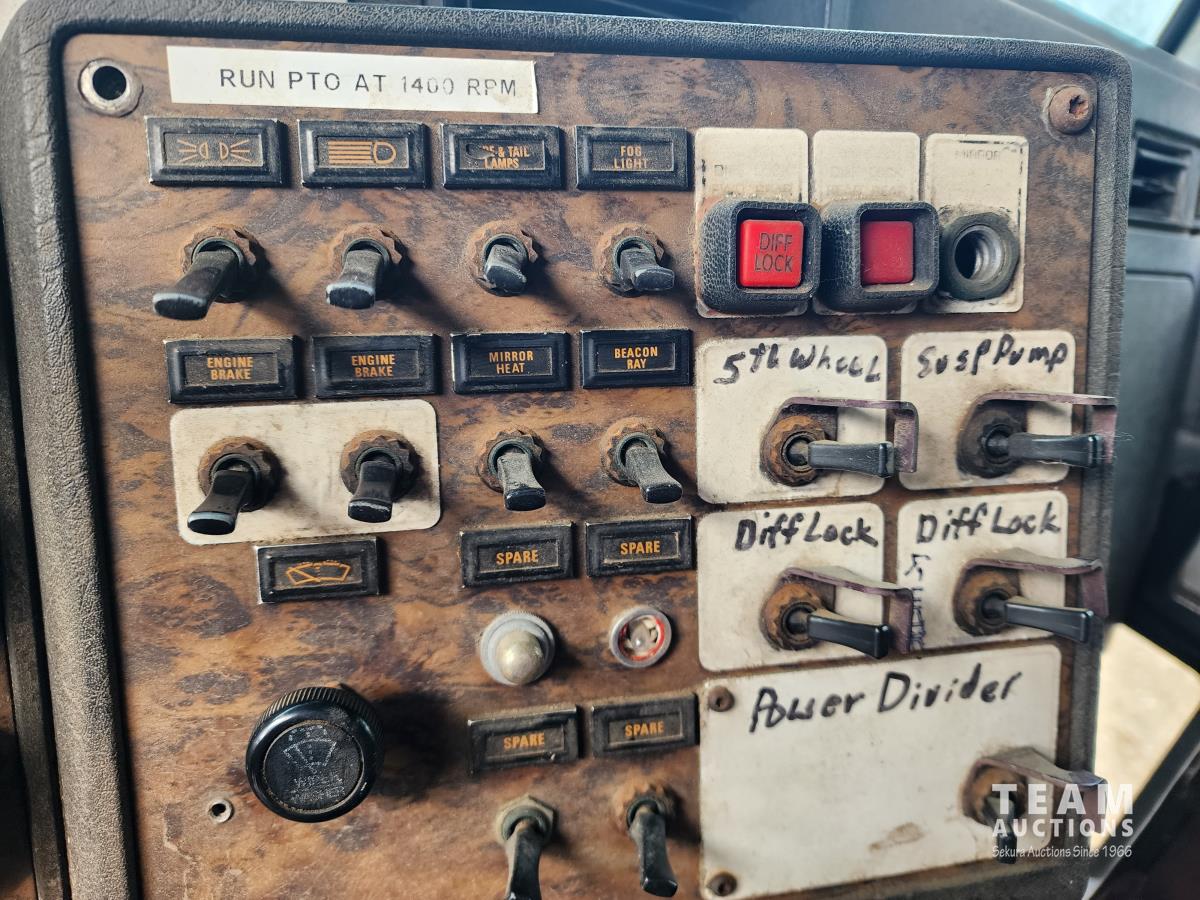 RUN PTO AT 1400 RPM
& TAIL
LAMPS
FOG
LIGHT
MIRROR
DIFF
LOCK
ENGINE
BRAKE
ENGINE
BRAKE
MIRROR
HEAT
BEACON
RAY
5Th Wheel
Susp Pump
SPARE
SPARE
Diff Lock
Diff Lock
Power Divider
SPARE
SPARE
TEAM
AUCTIONS
Sekura Auctions Since 1966